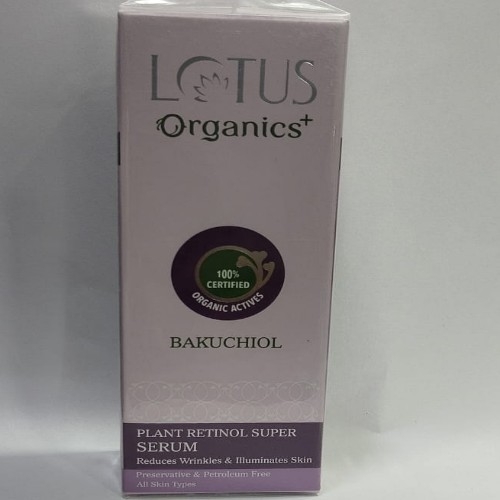 LOTUS
Organics+
100%
CERTIFIED
ORGANIC ACTIVES
BAKUCHIOL
PLANT RETINOL SUPER
SERUM
Reduces Wrinkles & Illuminates Skin
Preservative & Petroleum Free
All Skin Types